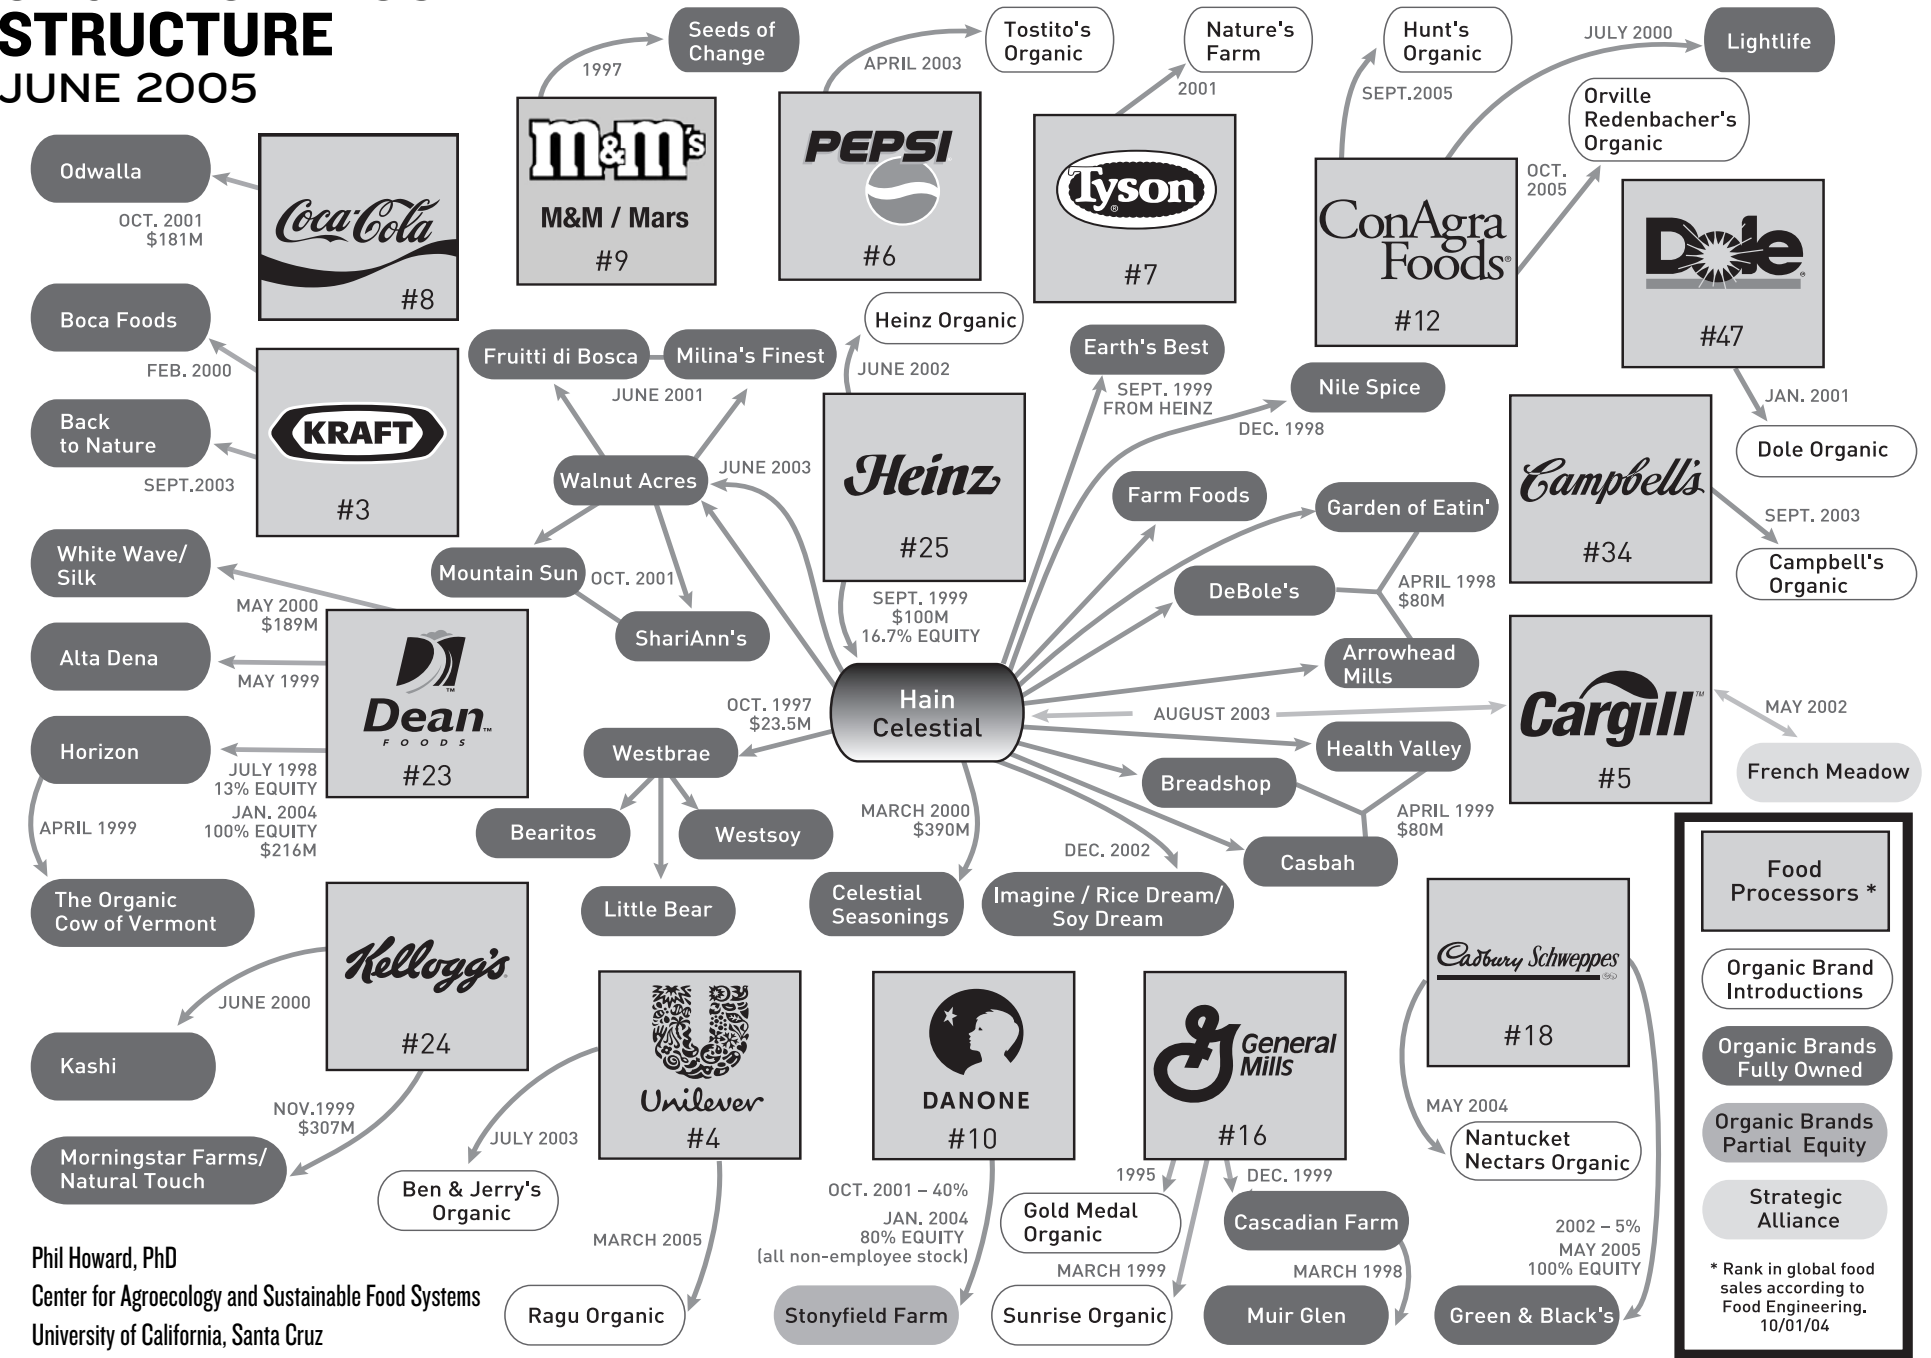 STRUCTURE
JUNE 2005
Seeds of
Change
1997
M&M's
M&M / Mars
#9
Tostito's
Organic
APRIL 2003
PEPSI
#6
Nature's
Farm
2001
Tyson
#7
Hunt's
Organic
SEPT.2005
JULY 2000
Lightlife
Orville
Redenbacher's
Organic
OCT.
2005
ConAgra
Foods
#12
Dole
#47
JAN. 2001
Dole Organic
Odwalla
OCT. 2001
$181M
Coca-Cola
#8
Boca Foods
FEB. 2000
Back
to Nature
SEPT.2003
KRAFT
#3
Fruitti di Bosca
Milina's Finest
JUNE 2001
Walnut Acres
JUNE 2003
Mountain Sun
OCT. 2001
ShariAnn's
Heinz Organic
JUNE 2002
Heinz
#25
SEPT. 1999
$100M
16.7% EQUITY
Earth's Best
SEPT. 1999
FROM HEINZ
Nile Spice
DEC. 1998
Farm Foods
Garden of Eatin'
DeBole's
APRIL 1998
$80M
Arrowhead
Mills
Campbell's
#34
SEPT. 2003
Campbell's
Organic
White Wave/
Silk
MAY 2000
$189M
Alta Dena
MAY 1999
Dean™
FOODS
#23
Horizon
JULY 1998
13% EQUITY
JAN. 2004
100% EQUITY
$216M
APRIL 1999
The Organic
Cow of Vermont
Hain
Celestial
OCT. 1997
$23.5M
Westbrae
Bearitos
Westsoy
Little Bear
MARCH 2000
$390M
Celestial
Seasonings
DEC. 2002
Imagine / Rice Dream/
Soy Dream
AUGUST 2003
Health Valley
Breadshop
APRIL 1999
$80M
Casbah
Cargill™
#5
MAY 2002
French Meadow
Kellogg's
#24
JUNE 2000
Kashi
NOV.1999
$307M
Morningstar Farms/
Natural Touch
Unilever
#4
JULY 2003
Ben & Jerry's
Organic
MARCH 2005
Ragu Organic
DANONE
#10
OCT. 2001 – 40%
JAN. 2004
80% EQUITY
(all non-employee stock)
Stonyfield Farm
General
Mills
#16
1995
Gold Medal
Organic
DEC. 1999
Cascadian Farm
MARCH 1999
Sunrise Organic
MARCH 1998
Muir Glen
Cadbury Schweppes
#18
MAY 2004
Nantucket
Nectars Organic
2002 – 5%
MAY 2005
100% EQUITY
Green & Black's
Food
Processors *
Organic Brand
Introductions
Organic Brands
Fully Owned
Organic Brands
Partial Equity
Strategic
Alliance
* Rank in global food
sales according to
Food Engineering.
10/01/04
Phil Howard, PhD
Center for Agroecology and Sustainable Food Systems
University of California, Santa Cruz